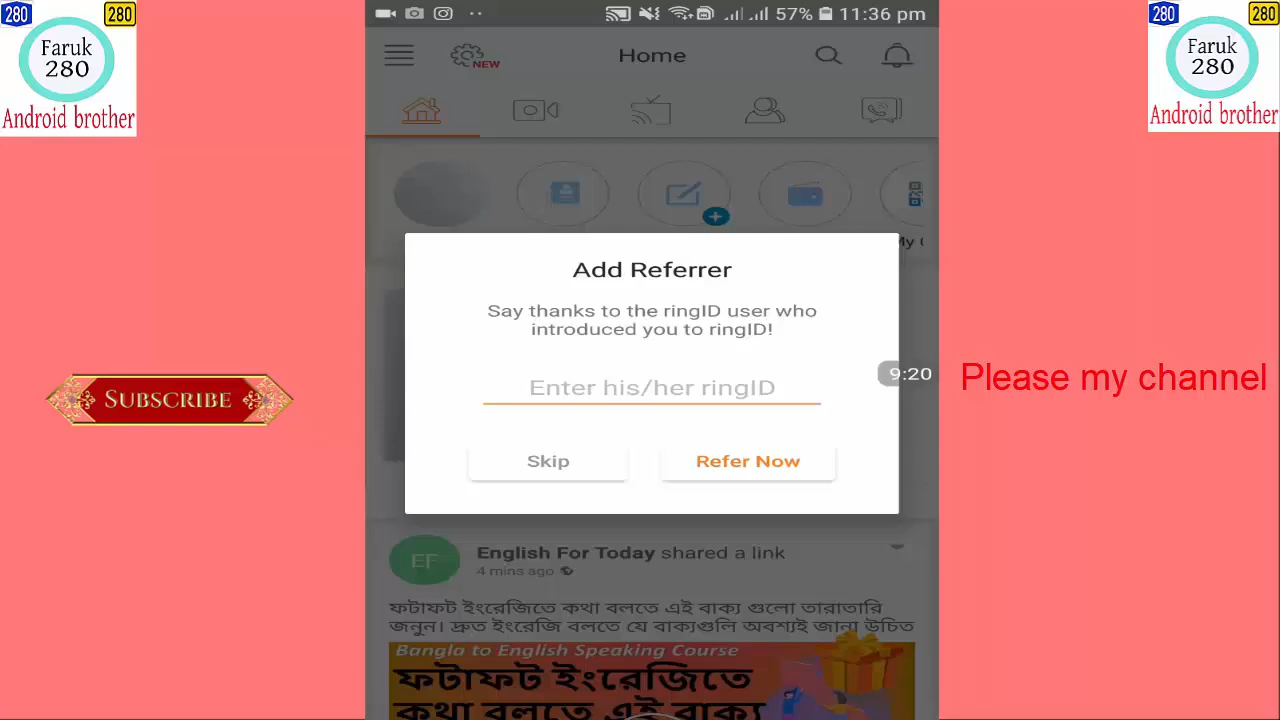 280
280
Faruk
280
Android brother
57%
11:36 pm
NEW
Home
My
Add Referrer
Say thanks to the ringID user who
introduced you to ringID!
Enter his/her ringID
9:20
Skip
Refer Now
SUBSCRIBE
Please my channel
280
280
Faruk
280
Android brother
EF
English For Today shared a link
4 mins ago
ফটাফট ইংরেজিতে কথা বলতে এই বাক্য গুলো তারাতারি
জনুন। দ্রুত ইংরেজি বলতে যে বাক্যগুলি অবশ্যই জানা উচিত
Bangla to English Speaking Course
ফটাফট ইংরেজিতে
কথা বলতে এই বাক্য